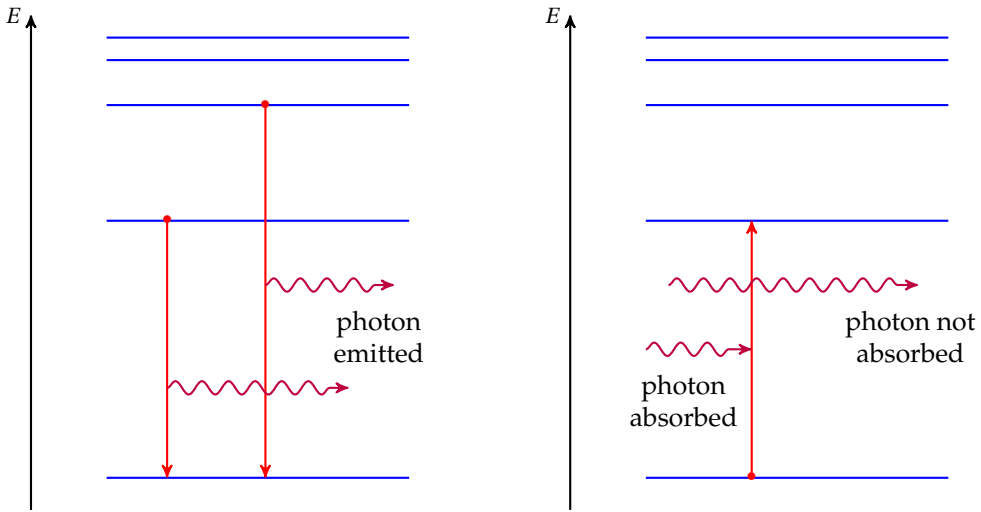 E
photon
emitted
E
photon not
absorbed
photon
absorbed